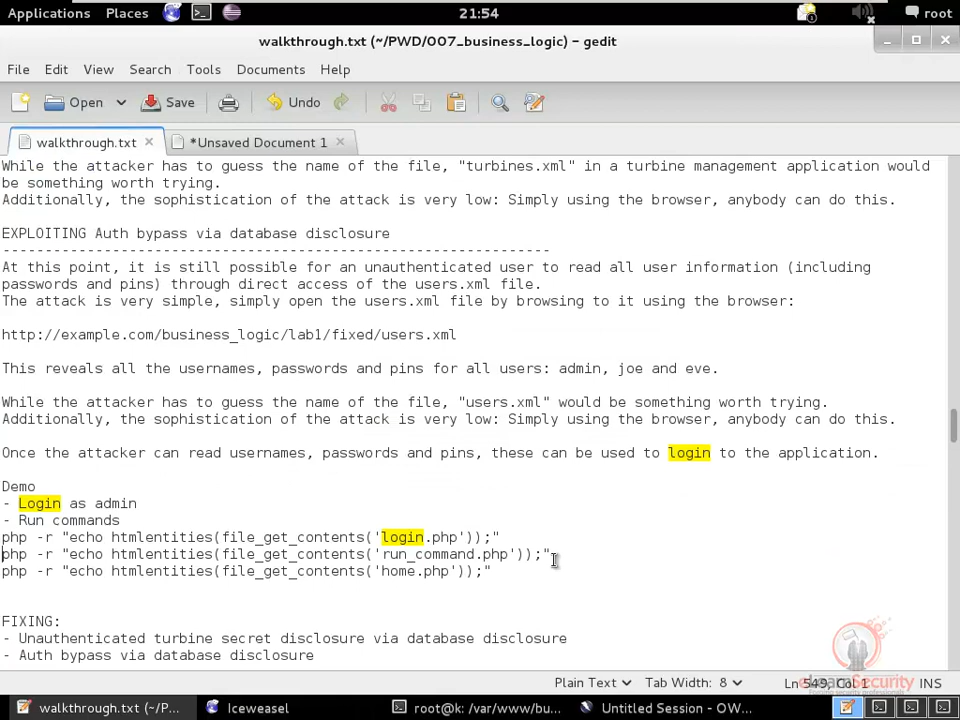 Applications Places 21:54 root
walkthrough.txt (~/PWD/007_business_logic) - gedit
File Edit View Search Tools Documents Help
Open Save Undo
walkthrough.txt *Unsaved Document 1
While the attacker has to guess the name of the file, "turbines.xml" in a turbine management application would
be something worth trying.
Additionally, the sophistication of the attack is very low: Simply using the browser, anybody can do this.
EXPLOITING Auth bypass via database disclosure
-----------------------------------------------------------------
At this point, it is still possible for an unauthenticated user to read all user information (including
passwords and pins) through direct access of the users.xml file.
The attack is very simple, simply open the users.xml file by browsing to it using the browser:
http://example.com/business_logic/lab1/fixed/users.xml
This reveals all the usernames, passwords and pins for all users: admin, joe and eve.
While the attacker has to guess the name of the file, "users.xml" would be something worth trying.
Additionally, the sophistication of the attack is very low: Simply using the browser, anybody can do this.
Once the attacker can read usernames, passwords and pins, these can be used to login to the application.
Demo
- Login as admin
- Run commands
php -r "echo htmlentities(file_get_contents('login.php'));"
php -r "echo htmlentities(file_get_contents('run_command.php'));"
php -r "echo htmlentities(file_get_contents('home.php'));"
FIXING:
- Unauthenticated turbine secret disclosure via database disclosure
- Auth bypass via database disclosure
eLearnSecurity
Plain Text Tab Width: 8 Ln 549, Col 1 INS
walkthrough.txt (~/P... Iceweasel root@k: /var/www/bu... Untitled Session - OW...